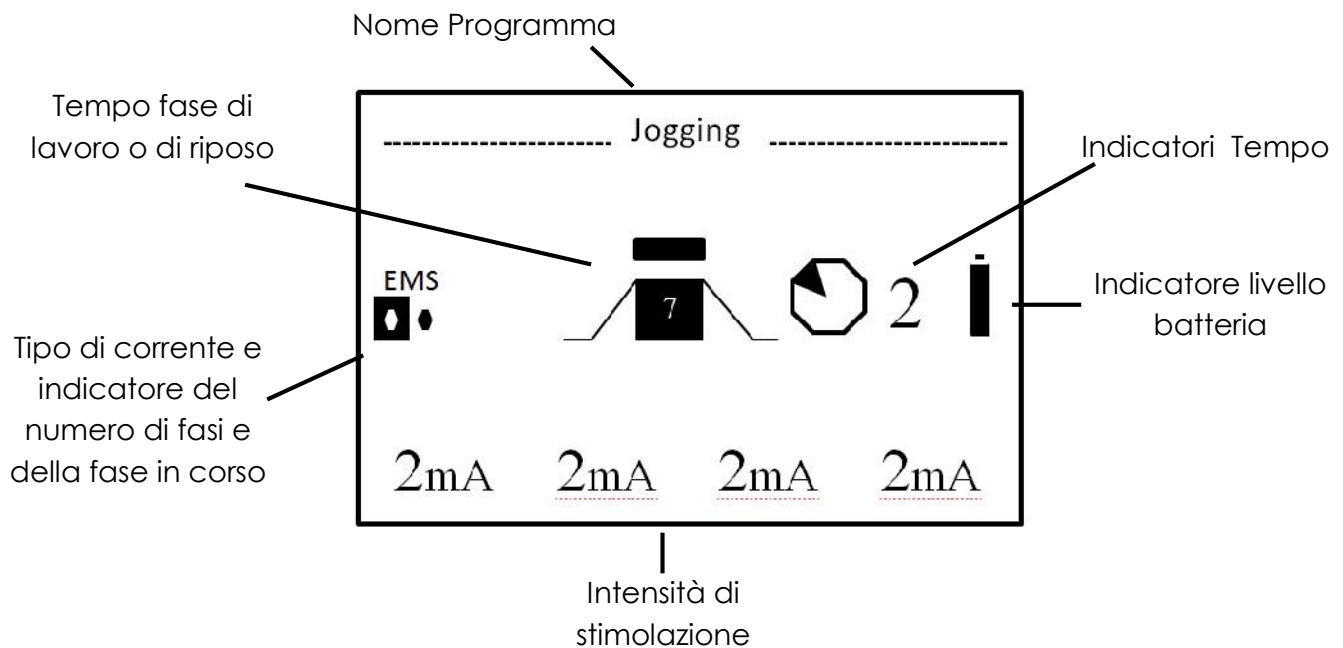 Nome Programma
Tempo fase di
lavoro o di riposo
Jogging
Indicatori Tempo
EMS
7
2
Indicatore livello
batteria
Tipo di corrente e
indicatore del
numero di fasi e
della fase in corso
2mA 2mA 2mA 2mA
Intensità di
stimolazione